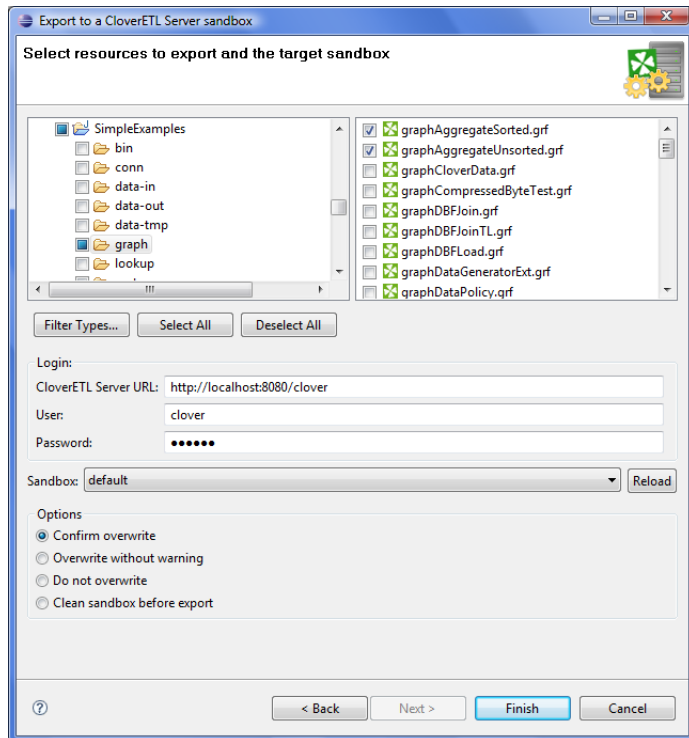 Export to a CloverETL Server sandbox
Select resources to export and the target sandbox
SimpleExamples
bin
conn
data-in
data-out
data-tmp
graph
lookup
graphAggregateSorted.grf
graphAggregateUnsorted.grf
graphCloverData.grf
graphCompressedByteTest.grf
graphDBFJoin.grf
graphDBFJoinTL.grf
graphDBFLoad.grf
graphDataGeneratorExt.grf
graphDataPolicy.grf
Filter Types... Select All Deselect All
Login:
CloverETL Server URL: http://localhost:8080/clover
User: clover
Password: ●●●●●●
Sandbox: default Reload
Options
Confirm overwrite
Overwrite without warning
Do not overwrite
Clean sandbox before export
< Back Next > Finish Cancel